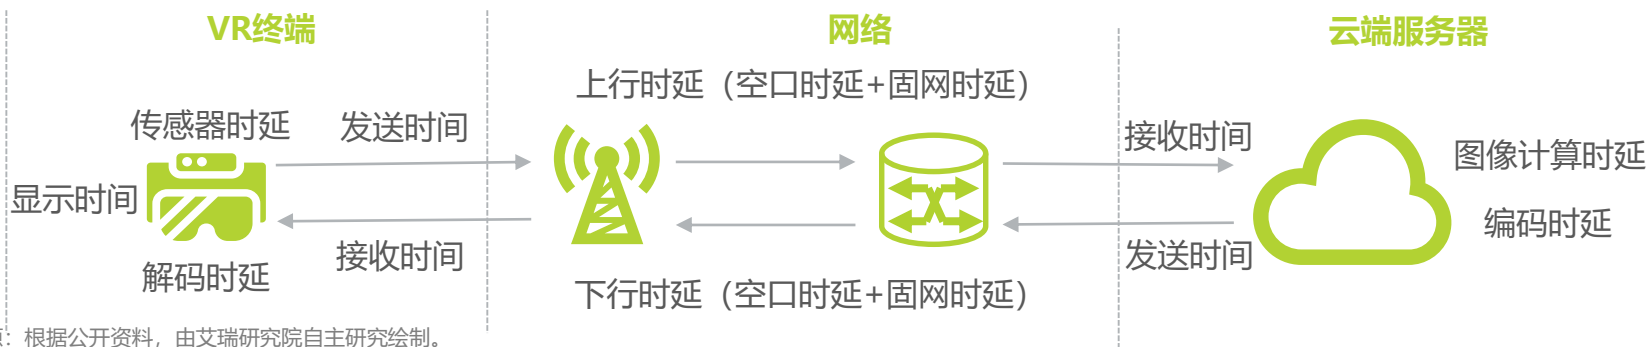 VR终端
网络
云端服务器
上行时延（空口时延+固网时延）
传感器时延
发送时间
接收时间
图像计算时延
显示时间
编码时延
接收时间
发送时间
解码时延
下行时延（空口时延+固网时延）
：根据公开资料，由艾瑞研究院自主研究绘制。